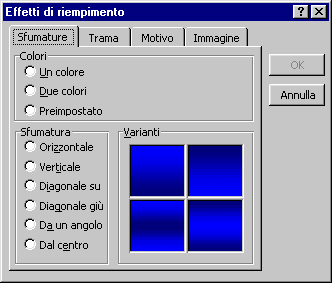 Effetti di riempimento
Sfumature Trama Motivo Immagine
Colori
Un colore
Due colori
Preimpostato
OK
Annulla
Sfumatura
Orizzontale
Verticale
Diagonale su
Diagonale giù
Da un angolo
Dal centro
Varianti